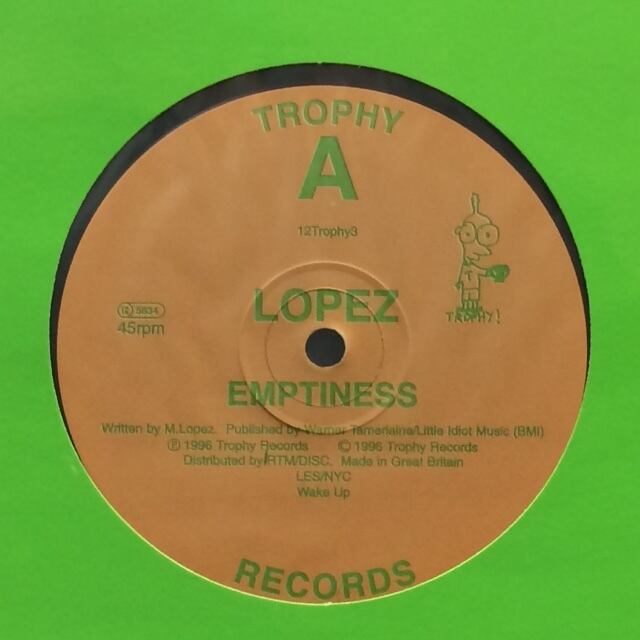 TROPHY
A
12Trophy3
LOPEZ
LC 5834
45rpm
TROPHY!
EMPTINESS
Written by M.Lopez. Published by Warner Tamerlaine/Little Idiot Music (BMI)
Ⓟ 1996 Trophy Records © 1996 Trophy Records
Distributed by RTM/DISC. Made in Great Britain
LES/NYC
Wake Up
RECORDS